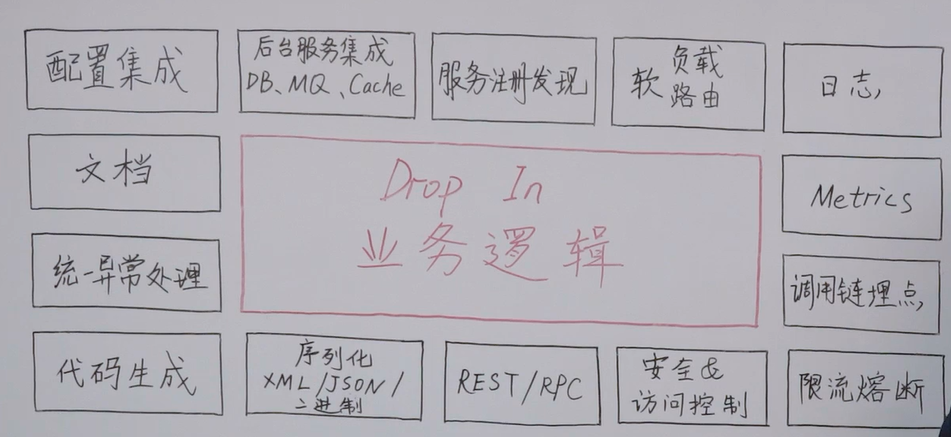 配置集成
后台服务集成
DB、MQ、Cache
服务注册发现
软负载
路由
日志,
文档
Drop In
业务逻辑
Metrics
统一异常处理
调用链埋点,
代码生成
序列化
XML/JSON/
二进制
REST/RPC
安全&
访问控制
限流熔断